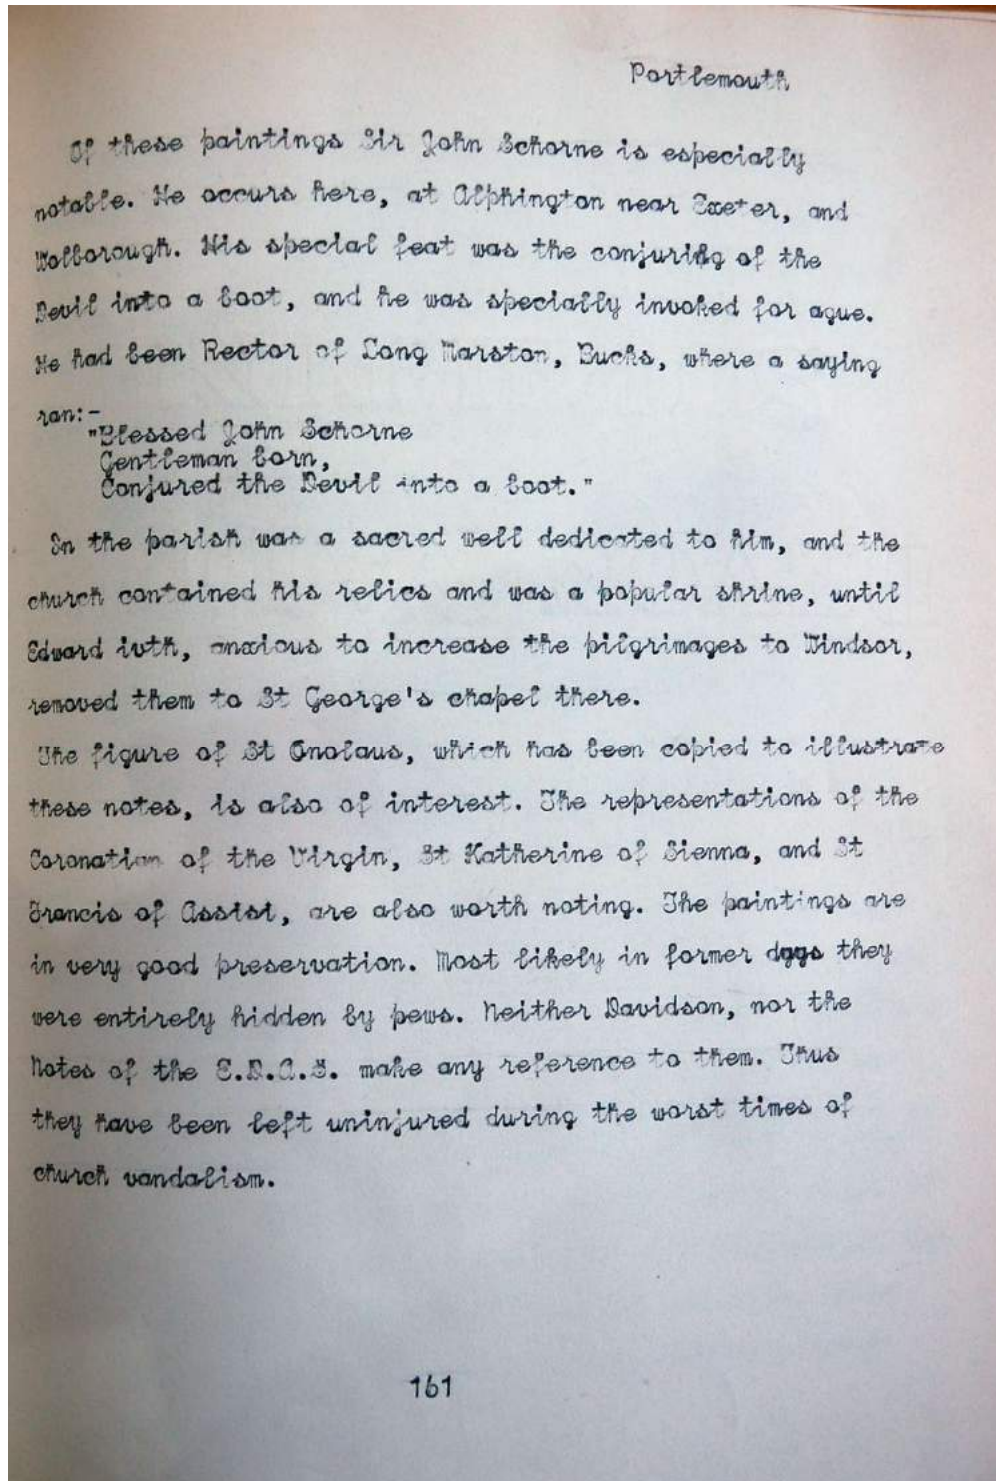 Portlemouth
Of these paintings Sir John Schorne is especially
notable. He occurs here, at Alphington near Exeter, and
Wolborough. His special feat was the conjuring of the
Devil into a boot, and he was specially invoked for ague.
He had been Rector of Long Marston, Bucks, where a saying
ran:-
"Blessed John Schorne
Gentleman born,
Conjured the Devil into a boot."
In the parish was a sacred well dedicated to him, and the
church contained his relics and was a popular shrine, until
Edward ivth, anxious to increase the pilgrimages to Windsor,
removed them to St George's chapel there.
The figure of St Onolaus, which has been copied to illustrate
these notes, is also of interest. The representations of the
Coronation of the Virgin, St Katherine of Sienna, and St
Francis of Assisi, are also worth noting. The paintings are
in very good preservation. Most likely in former days they
were entirely hidden by pews. Neither Davidson, nor the
Notes of the E.D.A.S. make any reference to them. Thus
they have been left uninjured during the worst times of
church vandalism.
161